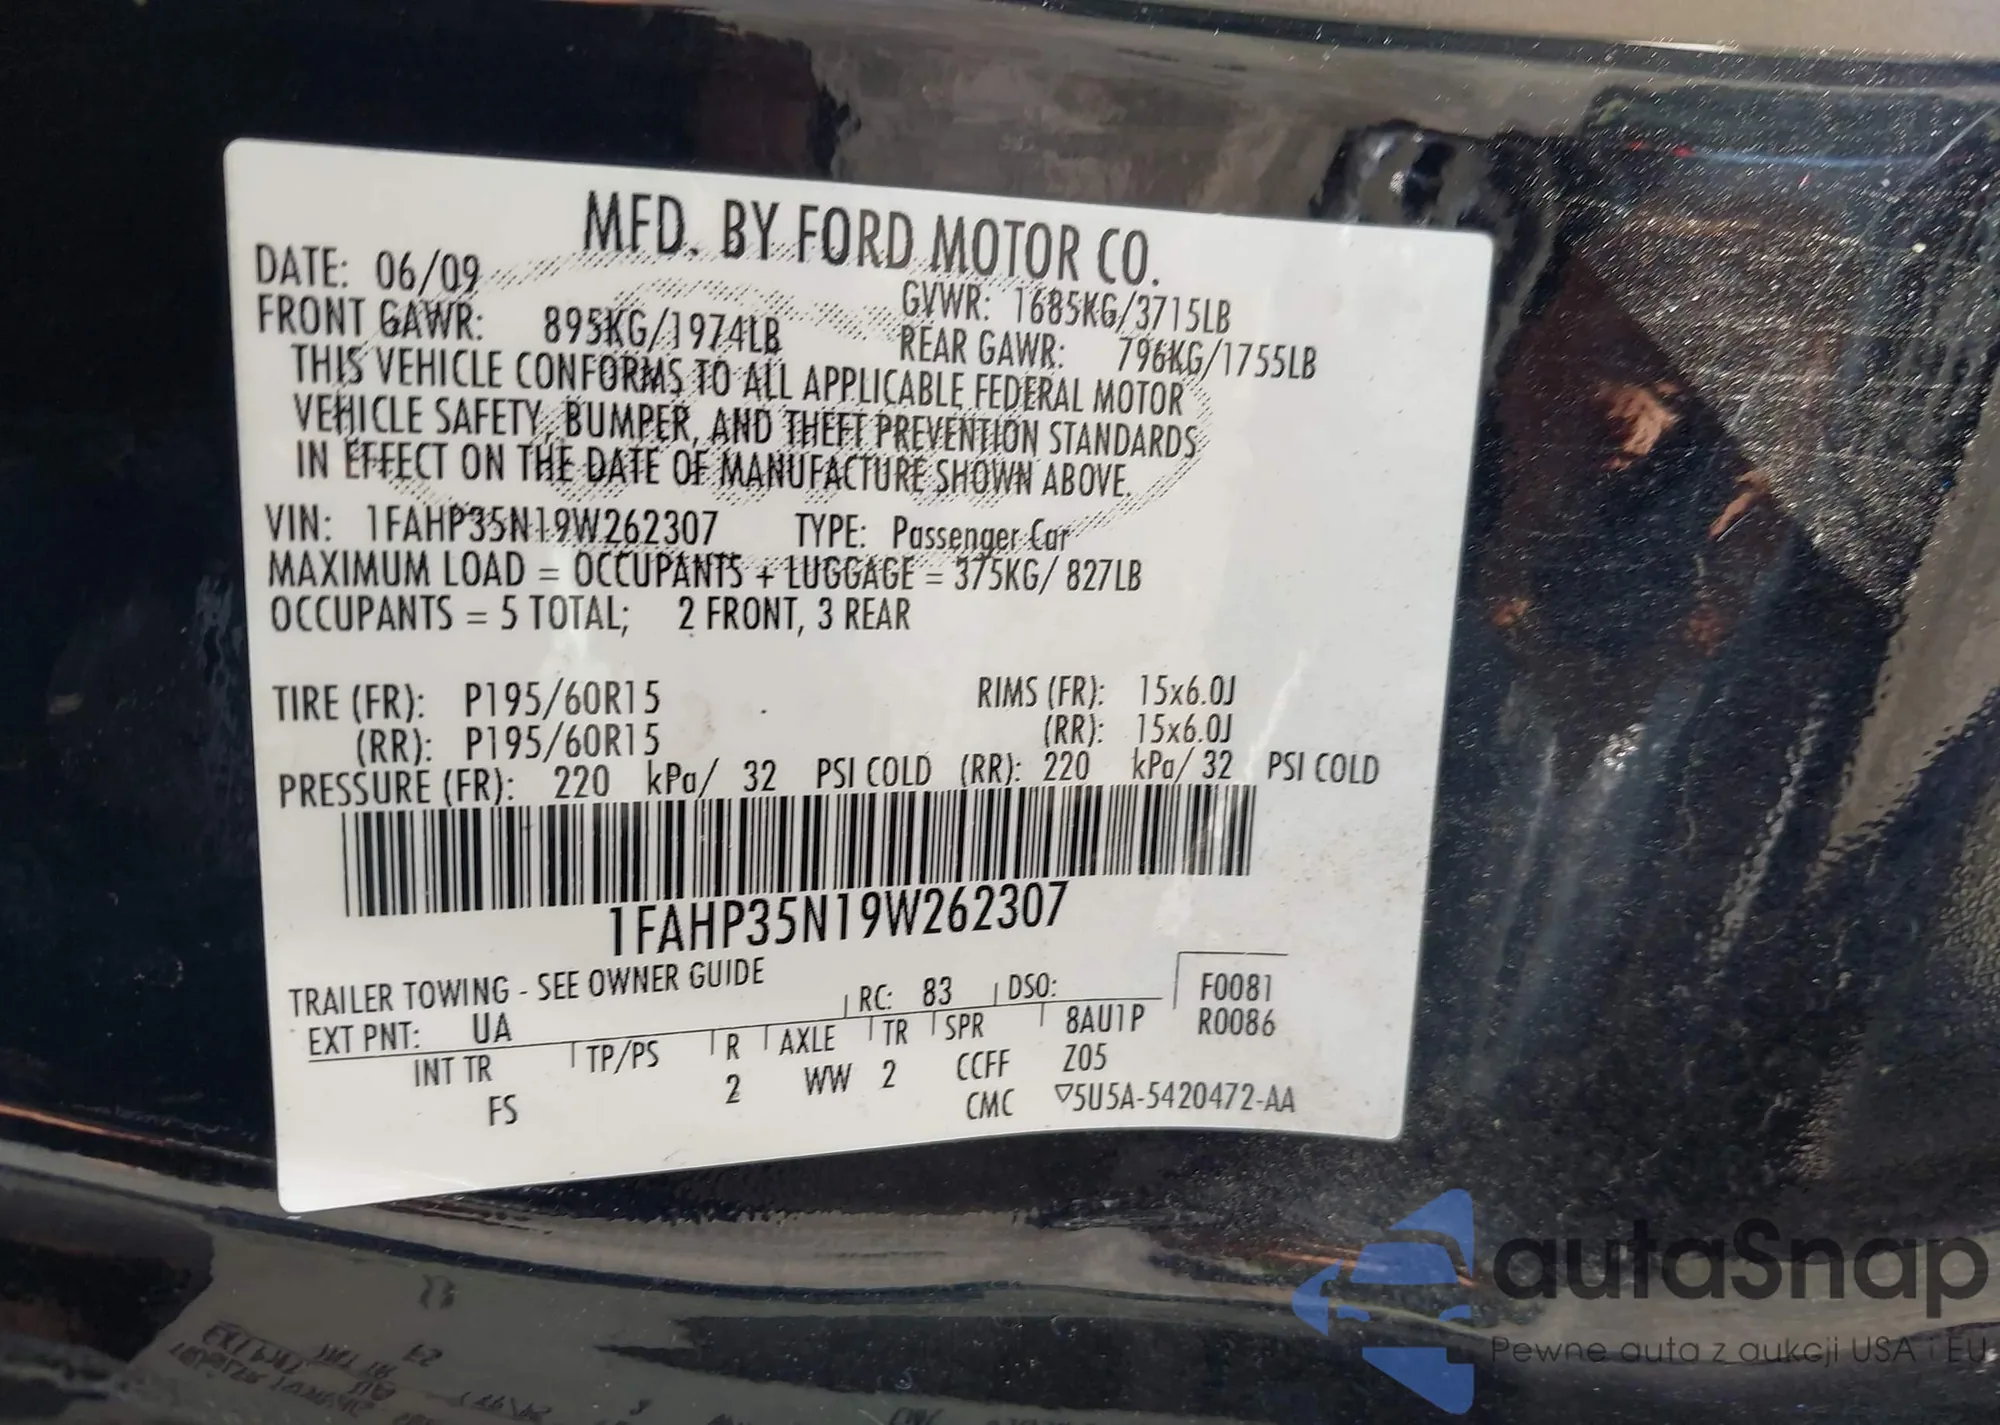 MFD. BY FORD MOTOR CO.
DATE: 06/09 GVWR: 1685KG/3715LB
FRONT GAWR: 895KG/1974LB REAR GAWR: 796KG/1755LB
THIS VEHICLE CONFORMS TO ALL APPLICABLE FEDERAL MOTOR
VEHICLE SAFETY, BUMPER, AND THEFT PREVENTION STANDARDS
IN EFFECT ON THE DATE OF MANUFACTURE SHOWN ABOVE.
VIN: 1FAHP35N19W262307 TYPE: Passenger Car
MAXIMUM LOAD = OCCUPANTS + LUGGAGE = 375KG/ 827LB
OCCUPANTS = 5 TOTAL; 2 FRONT, 3 REAR
TIRE (FR): P195/60R15 RIMS (FR): 15x6.0J
(RR): P195/60R15 (RR): 15x6.0J
PRESSURE (FR): 220 kPa/ 32 PSI COLD (RR): 220 kPa/ 32 PSI COLD
1FAHP35N19W262307
TRAILER TOWING - SEE OWNER GUIDE
EXT PNT: UA RC: 83 DSO: F0081
INT TR TP/PS R AXLE TR SPR 8AU1P R0086
FS 2 WW 2 CCFF Z05
CMC ▽5U5A-5420472-AA
autaSnap
Pewne auta z aukcji USA i EU